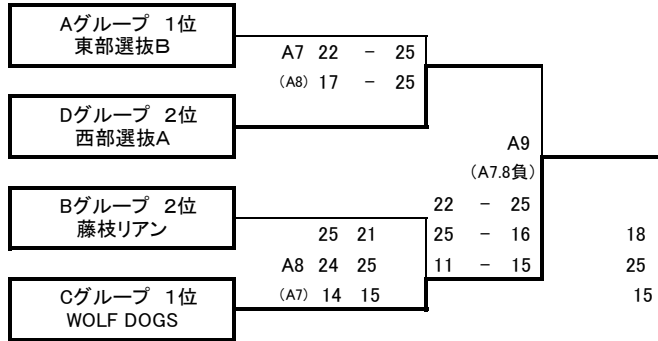 Aグループ 1位
東部選抜B
A7 22 － 25
（A8） 17 － 25
Dグループ 2位
西部選抜A
A9
（A7.8負）
Bグループ 2位
藤枝リアン
22 － 25
25 21
25 － 16
18
A8 24 25
11 － 15
25
Cグループ 1位
WOLF DOGS
（A7） 14 15
15